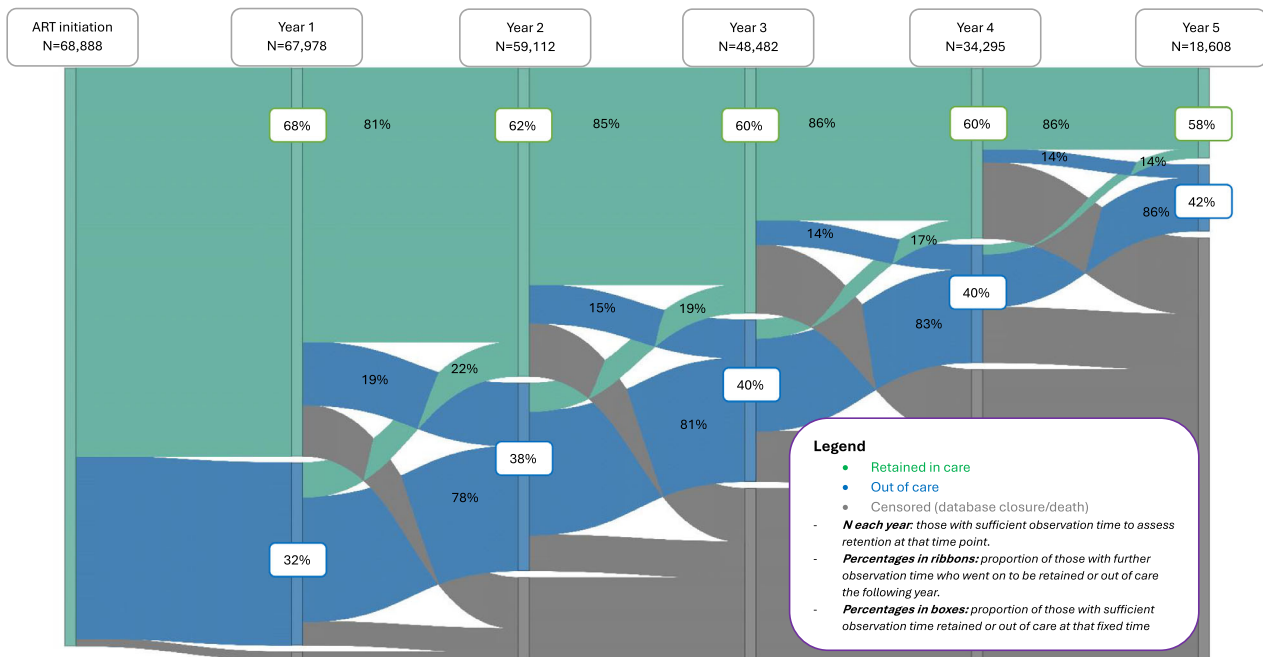 ART initiation
N=68,888
Year 1
N=67,978
Year 2
N=59,112
Year 3
N=48,482
Year 4
N=34,295
Year 5
N=18,608
68%
81%
62%
85%
60%
86%
60%
86%
58%
14%
14%
42%
86%
14%
17%
40%
15%
19%
83%
19%
22%
40%
81%
38%
78%
32%
Legend
• Retained in care
• Out of care
• Censored (database closure/death)
- N each year: those with sufficient observation time to assess
retention at that time point.
- Percentages in ribbons: proportion of those with further
observation time who went on to be retained or out of care
the following year.
- Percentages in boxes: proportion of those with sufficient
observation time retained or out of care at that fixed time